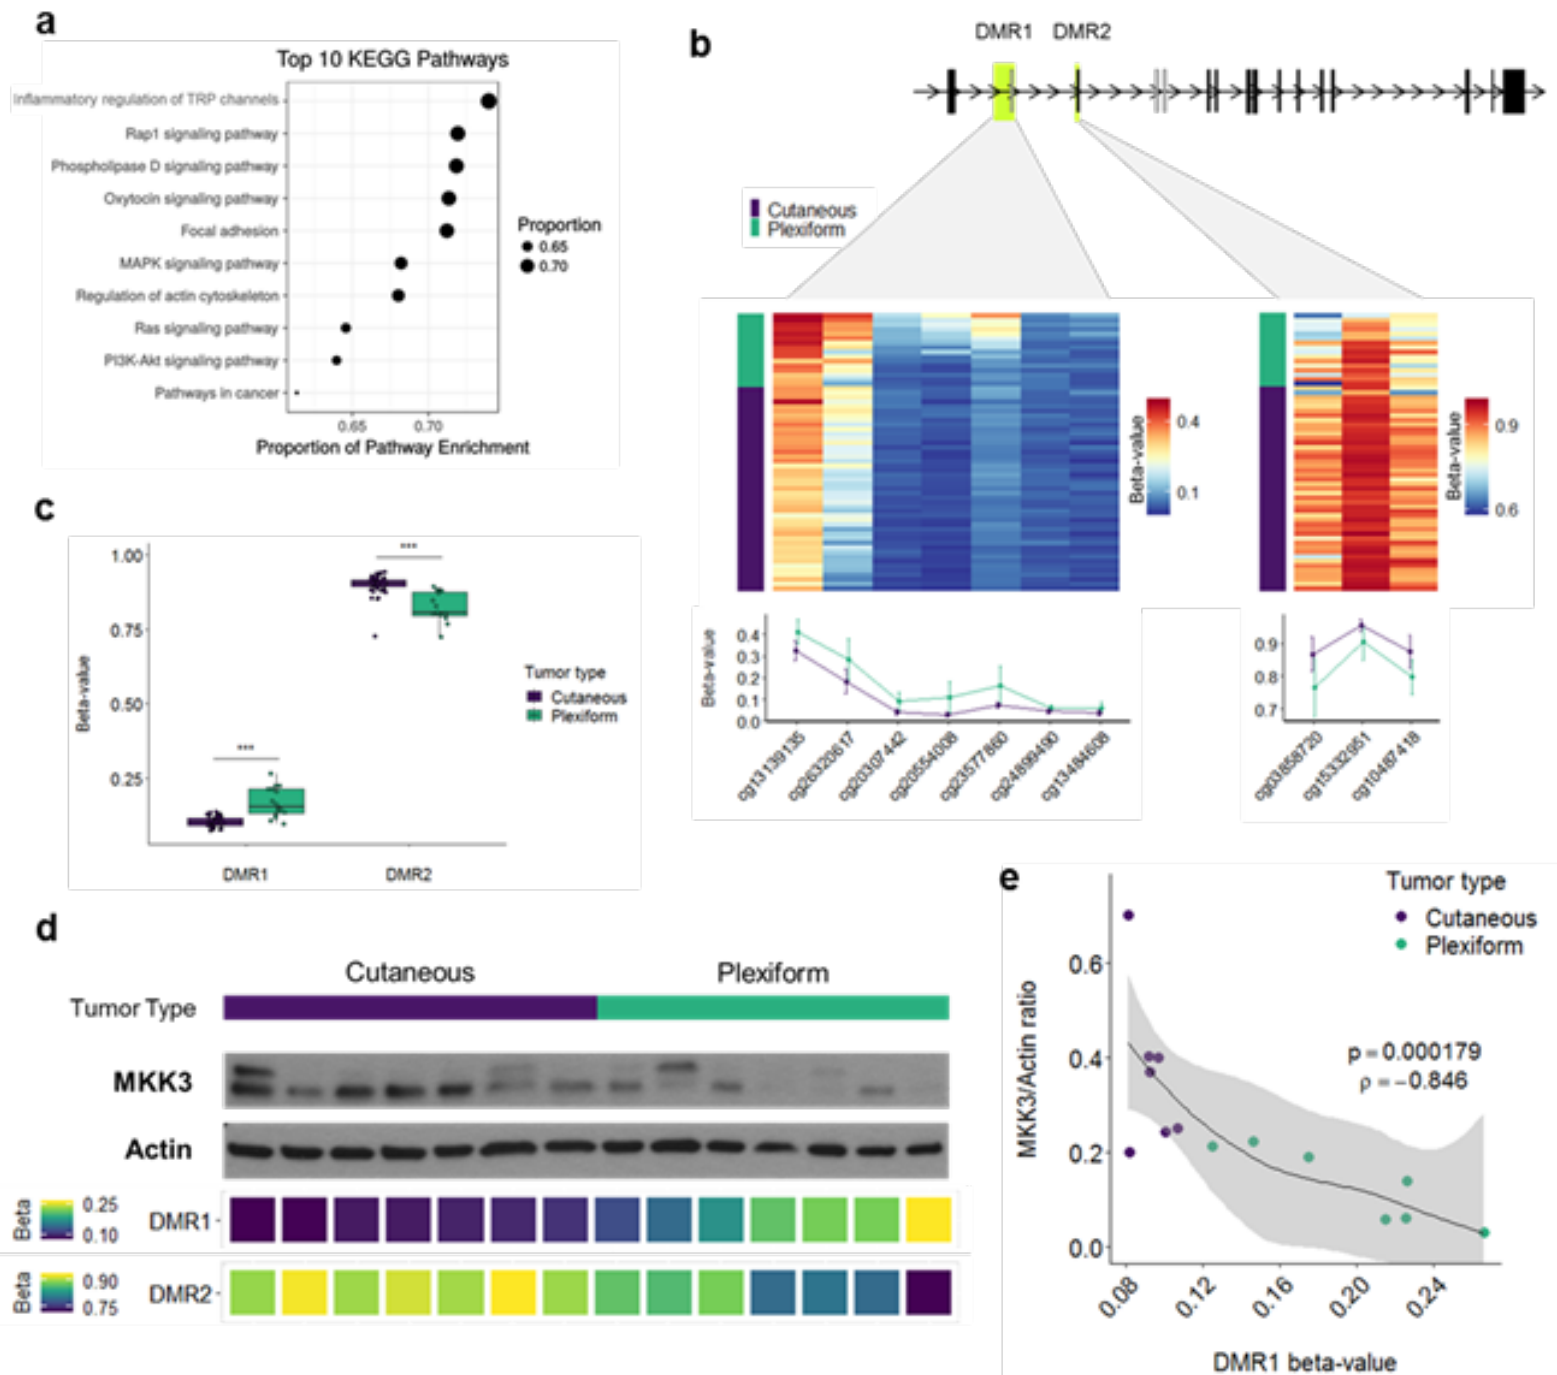 a
Top 10 KEGG Pathways
Inflammatory regulation of TRP channels
Rap1 signaling pathway
Phospholipase D signaling pathway
Oxytocin signaling pathway
Focal adhesion
MAPK signaling pathway
Regulation of actin cytoskeleton
Ras signaling pathway
PI3K-Akt signaling pathway
Pathways in cancer
0.65 0.70
Proportion of Pathway Enrichment
Proportion
0.65
0.70
b
DMR1 DMR2
Cutaneous
Plexiform
Beta-value
0.4
0.1
Beta-value
0.9
0.6
Beta-value
0.4
0.3
0.2
0.1
0.0
cg13139135
cg26320617
cg20307442
cg20554008
cg23577860
cg24899490
cg13484608
0.9
0.8
0.7
cg03858720
cg15332951
cg10487418
c
Beta-value
1.00
0.75
0.50
0.25
***
***
DMR1 DMR2
Tumor type
Cutaneous
Plexiform
d
Cutaneous Plexiform
Tumor Type
MKK3
Actin
Beta
0.25
0.10
DMR1
Beta
0.90
0.75
DMR2
e
Tumor type
Cutaneous
Plexiform
MKK3/Actin ratio
0.6
0.4
0.2
0.0
p = 0.000179
ρ = −0.846
0.08 0.12 0.16 0.20 0.24
DMR1 beta-value